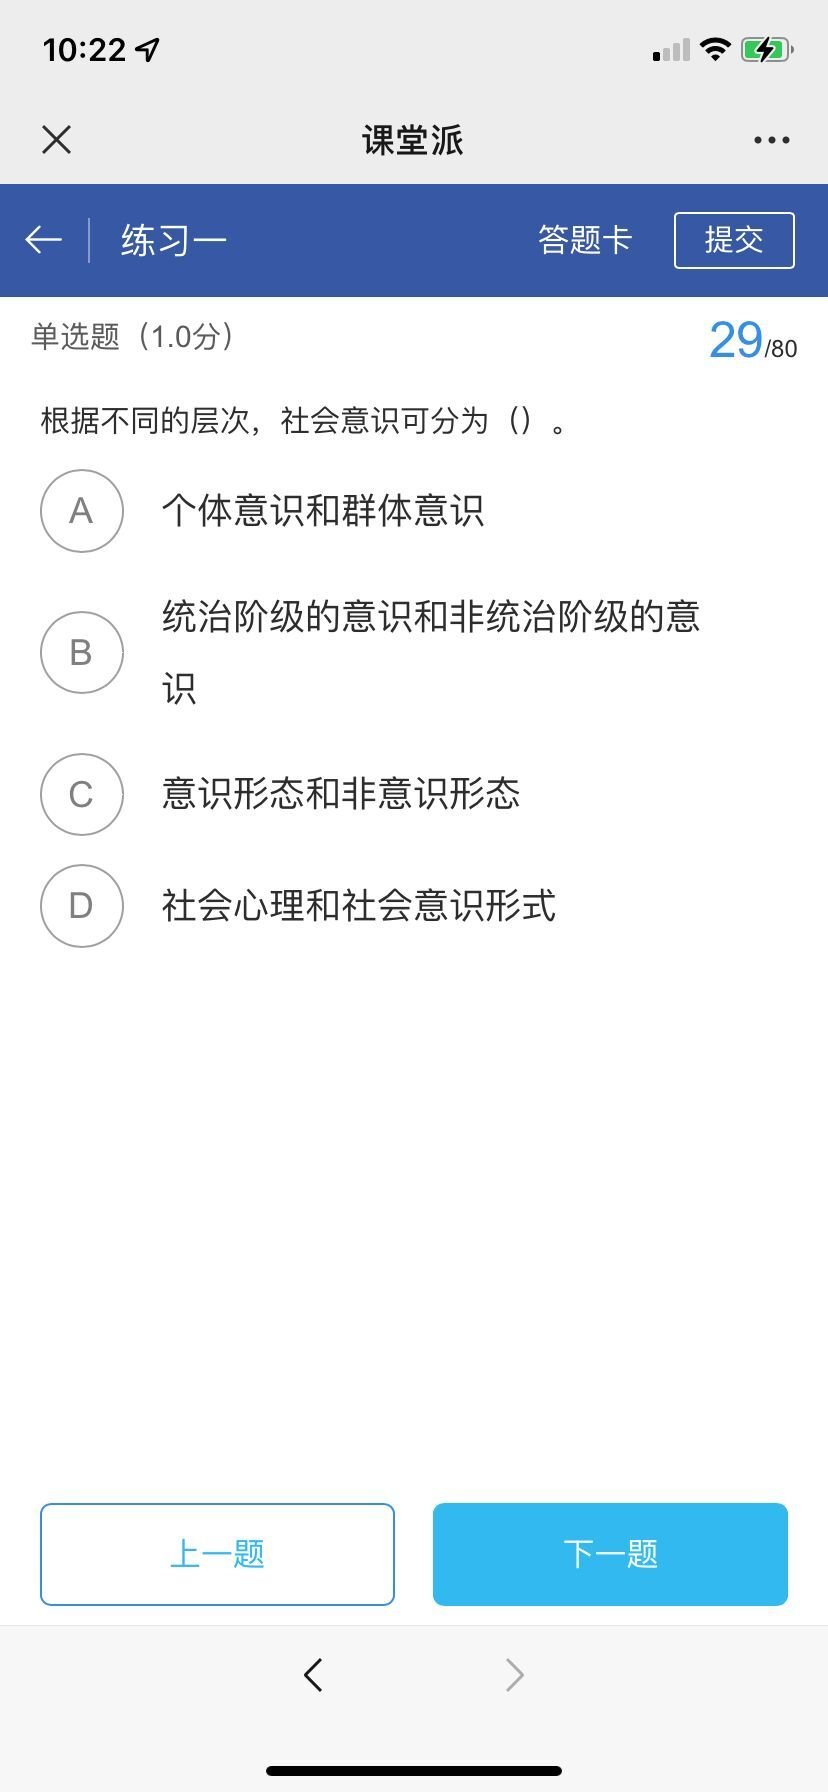 10:22
课堂派
练习一
答题卡
提交
单选题（1.0分）
29/80
根据不同的层次，社会意识可分为（）。
A
个体意识和群体意识
B
统治阶级的意识和非统治阶级的意
识
C
意识形态和非意识形态
D
社会心理和社会意识形式
上一题
下一题